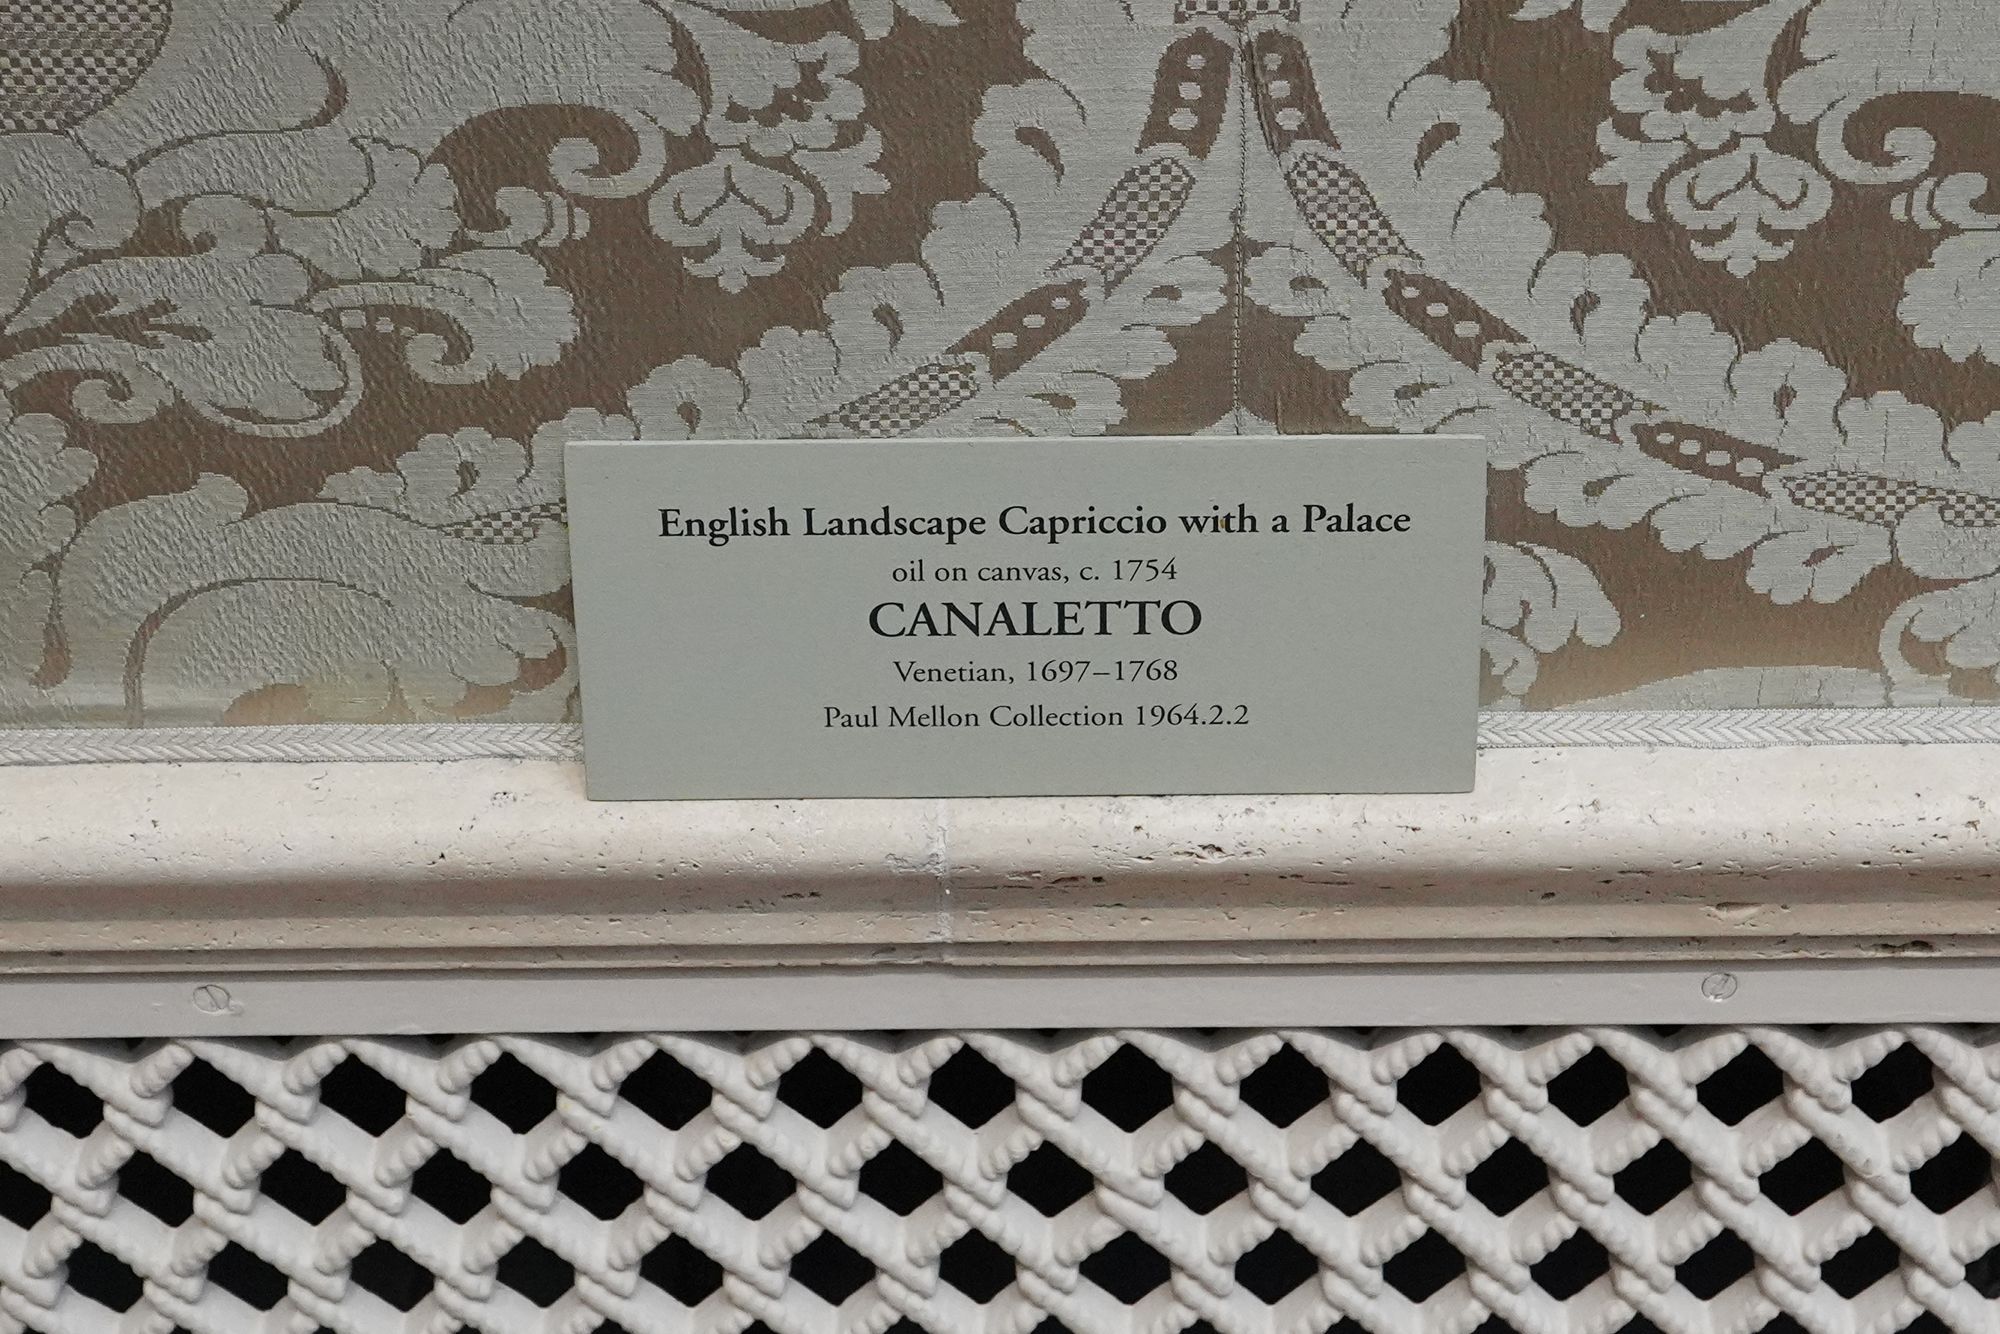 English Landscape Capriccio with a Palace
oil on canvas, c. 1754
CANALETTO
Venetian, 1697–1768
Paul Mellon Collection 1964.2.2